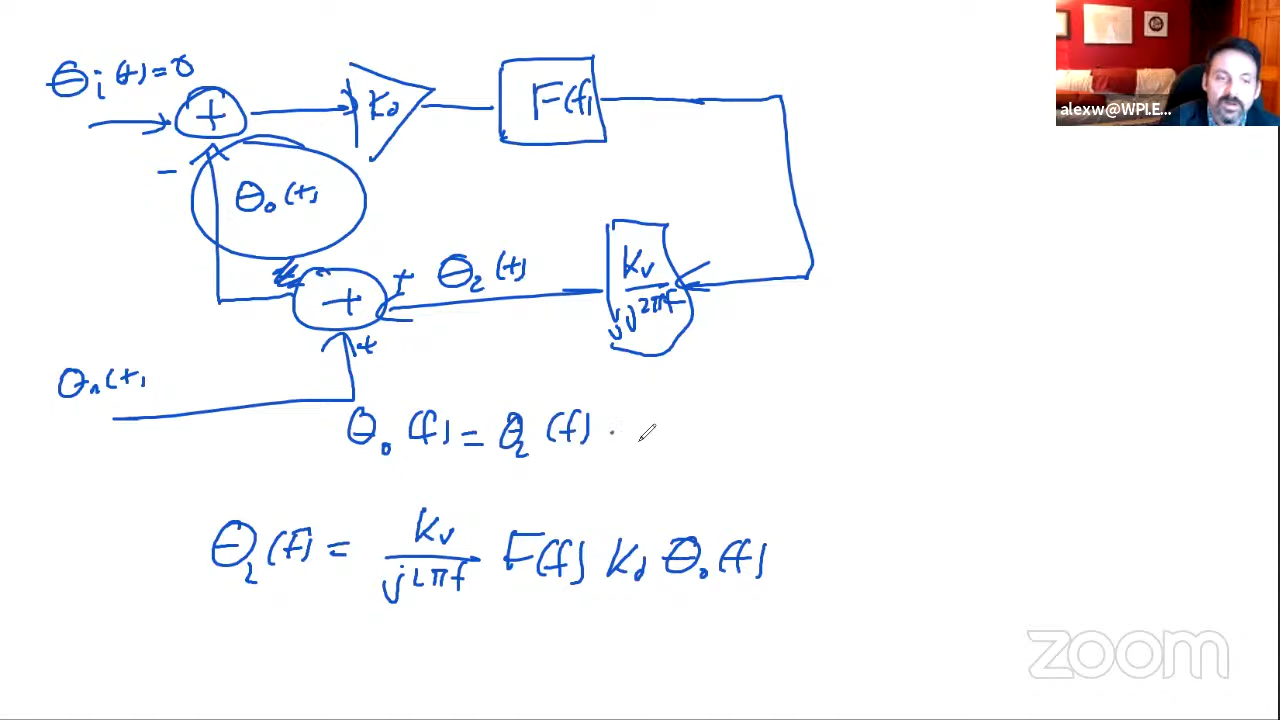 θi(t)=0
+
Kd
F(f)
-
θo(t)
+
+
θ2(t)
Kv
j2πf
+
θn(t)
θo(f) = θ2(f) ·
θ2(f) = Kv/j2πf F(f) Kd θo(f)
alexw@WPI.E...
zoom